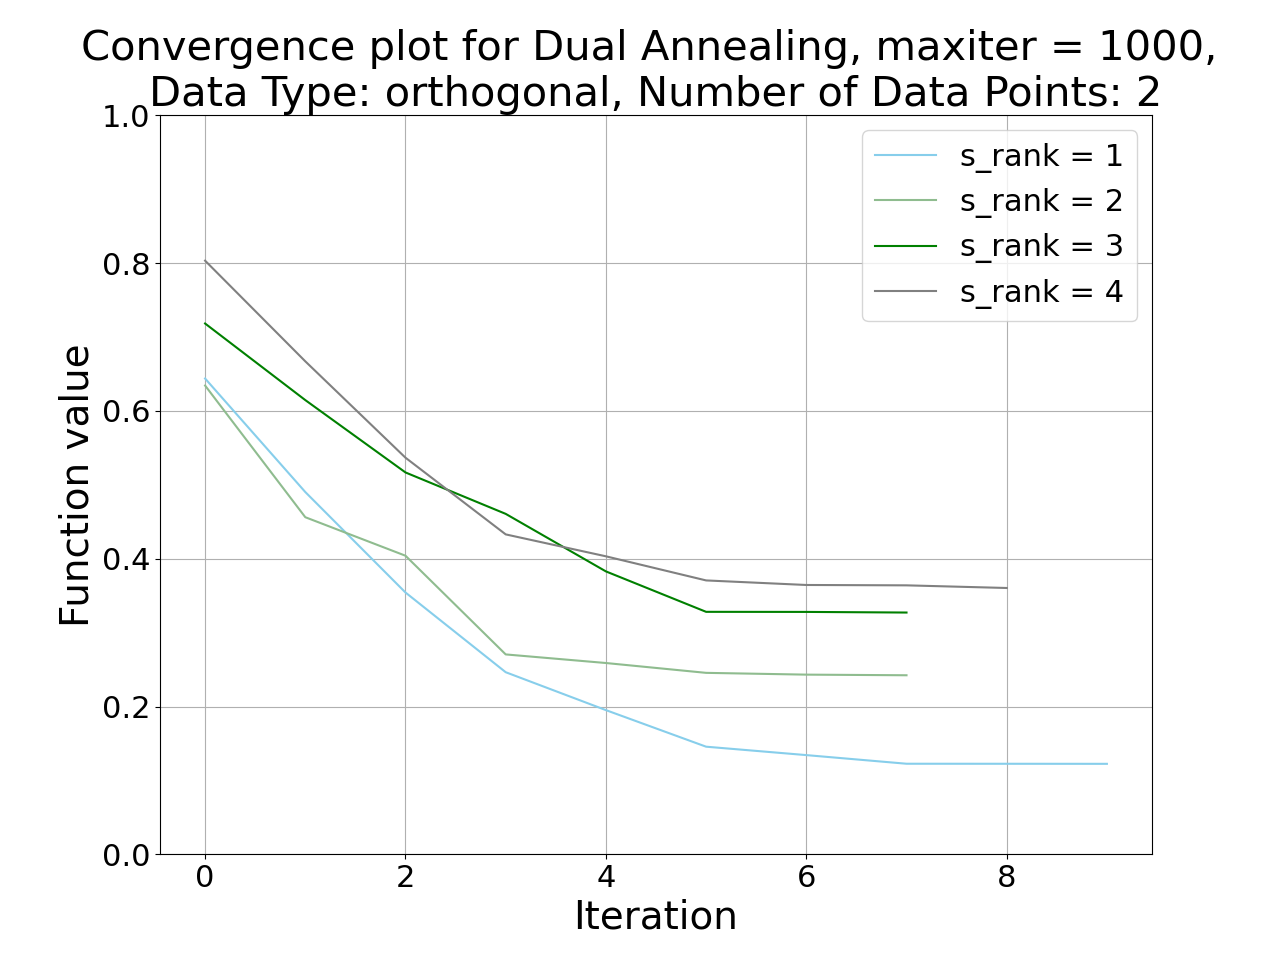 Convergence plot for Dual Annealing, maxiter = 1000,
Data Type: orthogonal, Number of Data Points: 2
1.0
0.8
0.6
0.4
0.2
0.0
Function value
s_rank = 1
s_rank = 2
s_rank = 3
s_rank = 4
0 2 4 6 8
Iteration